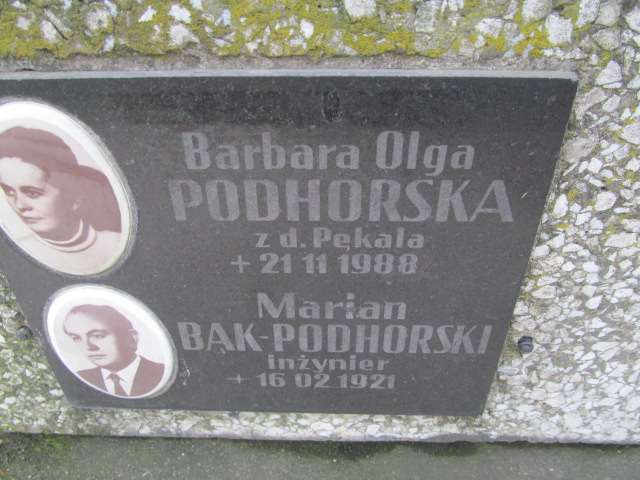 Barbara Olga
PODHORSKA
z d. Pękala
+ 21 11 1988
Marian
BĄK-PODHORSKI
inżynier
+ 16.02.1921